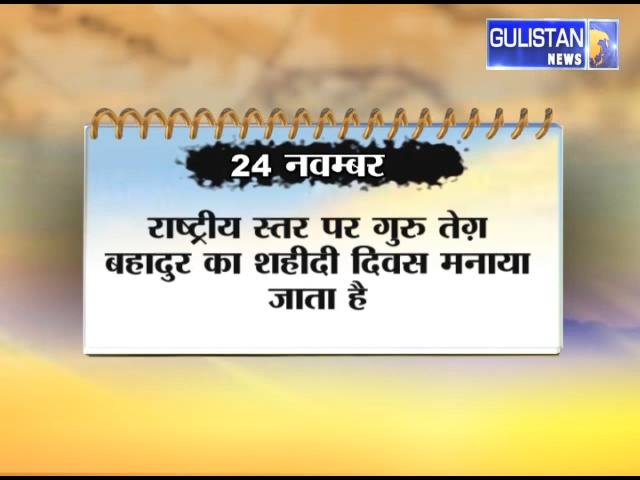 GULISTAN
NEWS
24 नवम्बर
राष्ट्रीय स्तर पर गुरु तेग़
बहादुर का शहीदी दिवस मनाया
जाता है